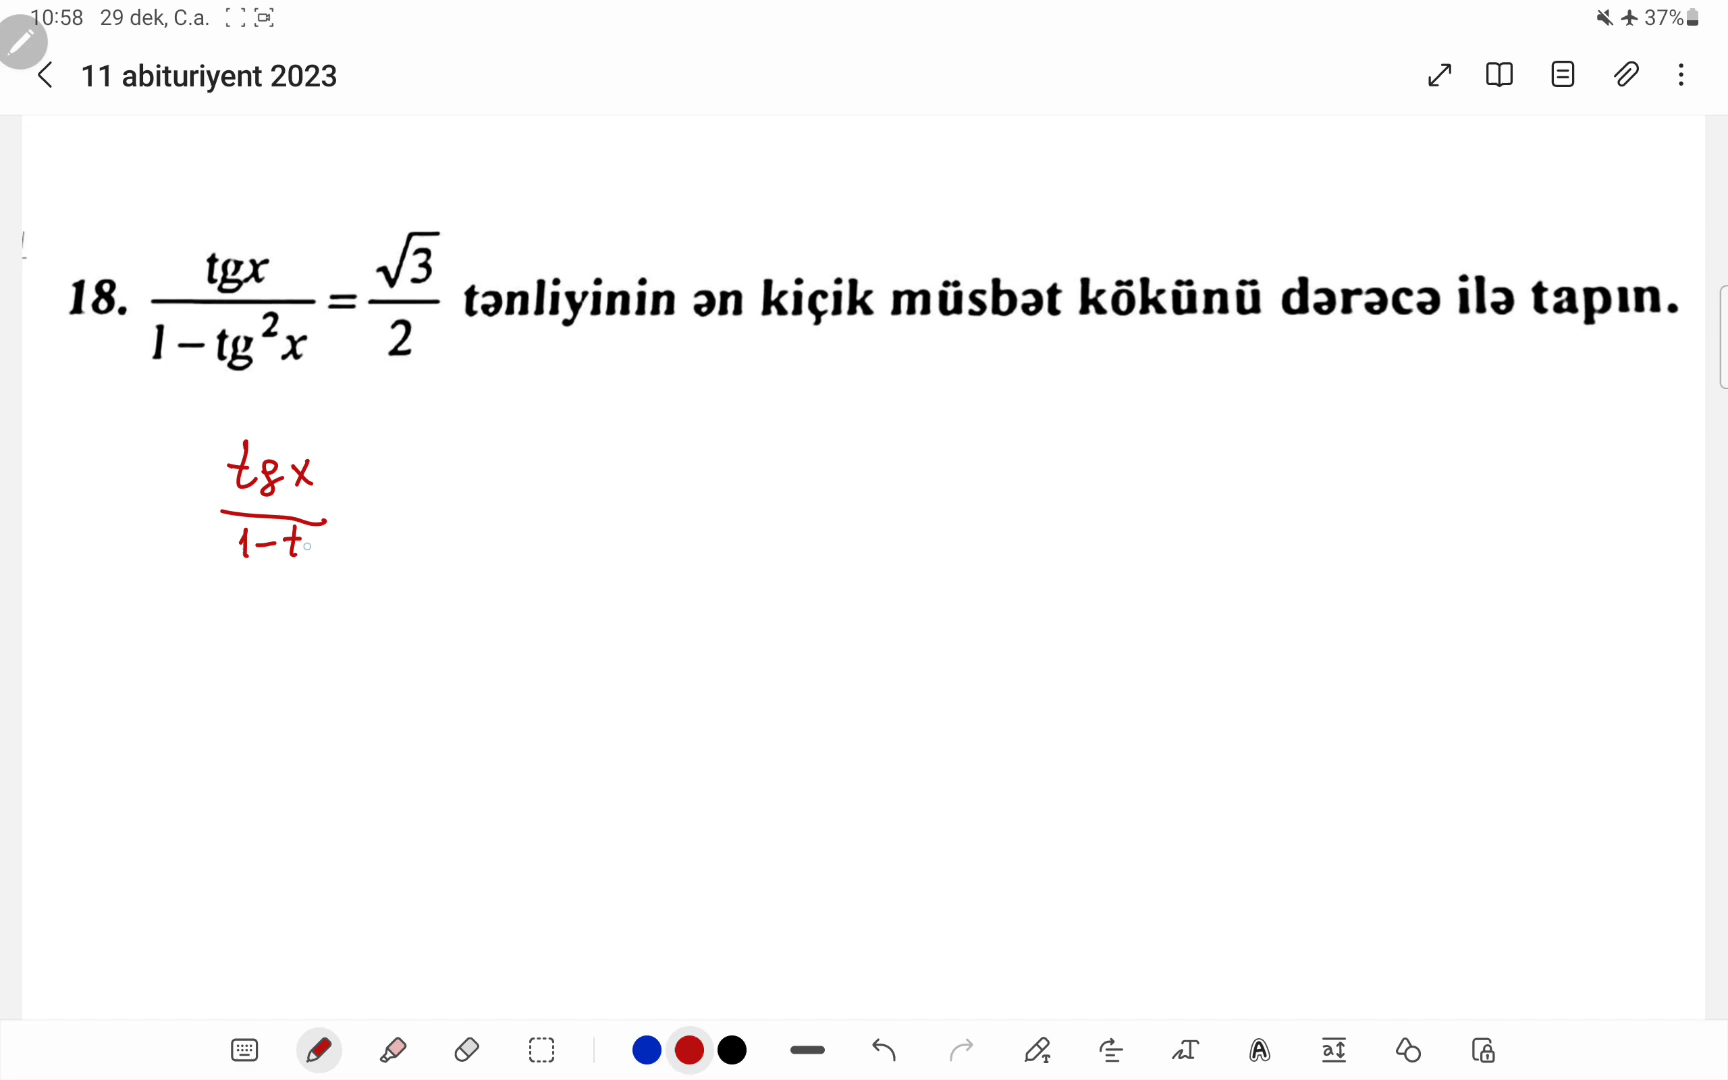 10:58 29 dek, C.a. 37%
11 abituriyent 2023
18. tgx / 1 – tg²x = √3 / 2 tənliyinin ən kiçik müsbət kökünü dərəcə ilə tapın.
tgx
1-t